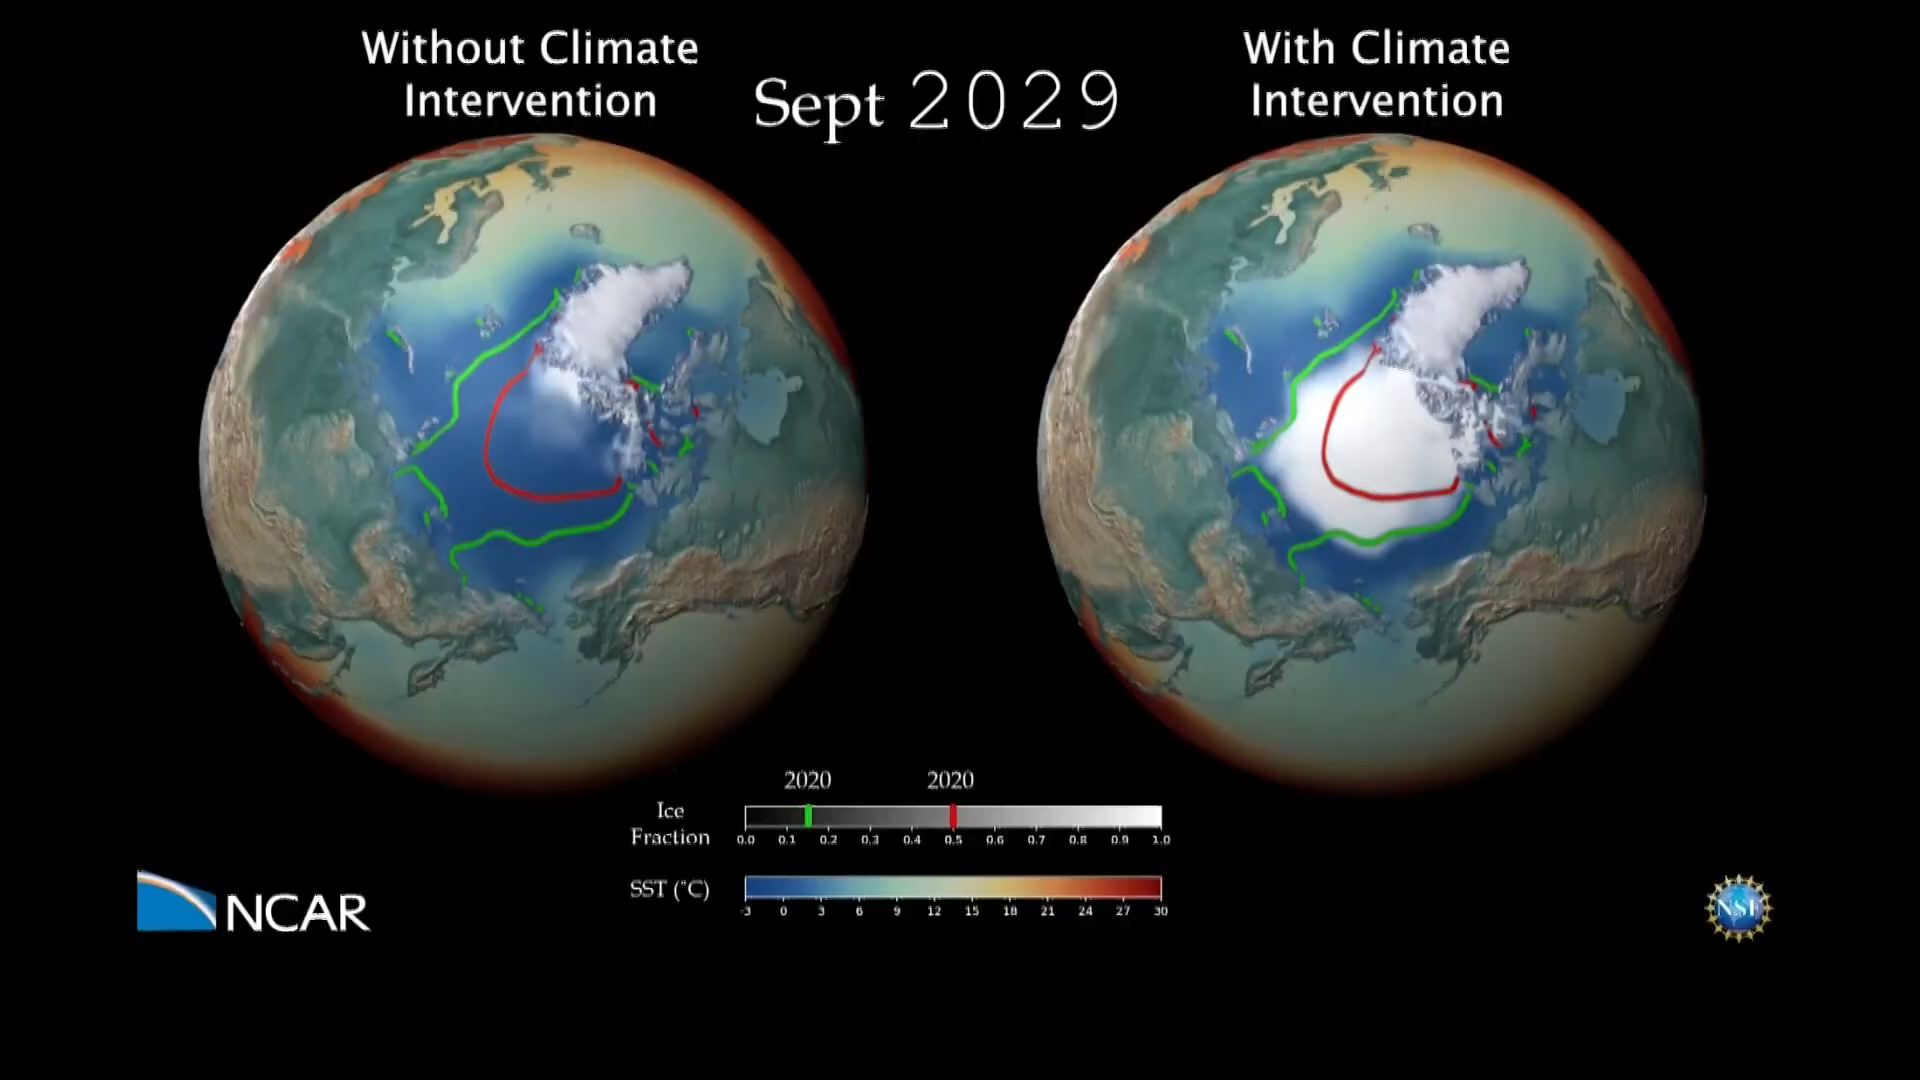 Without Climate
Intervention
Sept 2029
With Climate
Intervention
2020 2020
Ice
Fraction
0.0 0.1 0.2 0.3 0.4 0.5 0.6 0.7 0.8 0.9 1.0
SST (°C)
-3 0 3 6 9 12 15 18 21 24 27 30
NCAR
NSF